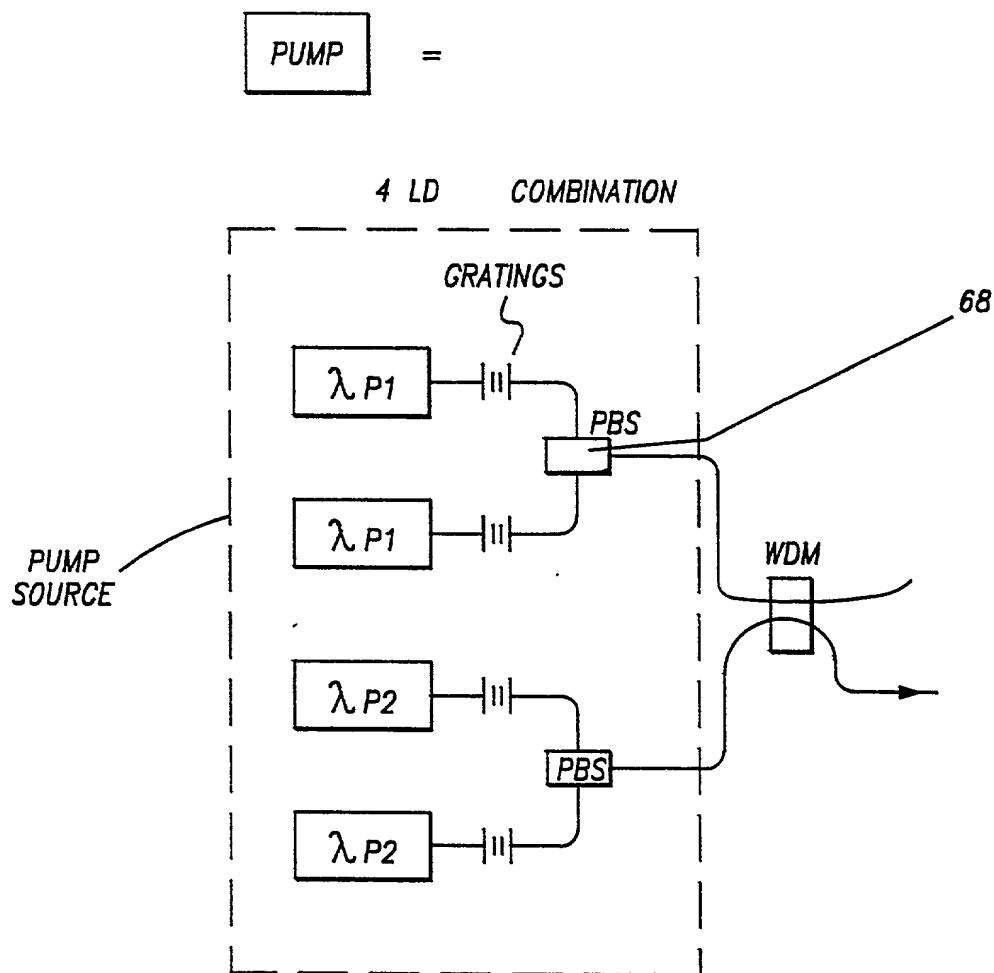 PUMP =
4 LD COMBINATION
GRATINGS
68
λ P1
PBS
λ P1
PUMP
SOURCE
WDM
λ P2
PBS
λ P2